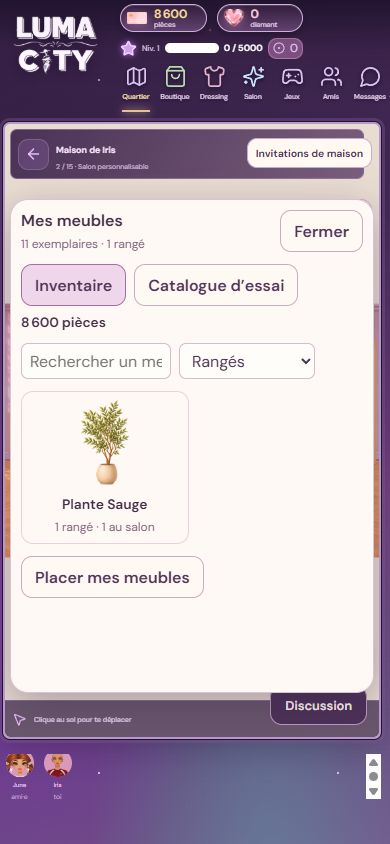 LUMA
CITY
8 600
pièces
0
diamant
Niv. 1
0 / 5000
0
Quartier
Boutique
Dressing
Salon
Jeux
Amis
Messages
Maison de Iris
2 / 15 · Salon personnalisable
Invitations de maison
Mes meubles
11 exemplaires · 1 rangé
Fermer
Inventaire
Catalogue d’essai
8 600 pièces
Rechercher un me
Rangés
Plante Sauge
1 rangé · 1 au salon
Placer mes meubles
Discussion
Clique au sol pour te déplacer
June
Iris
ami·e
toi